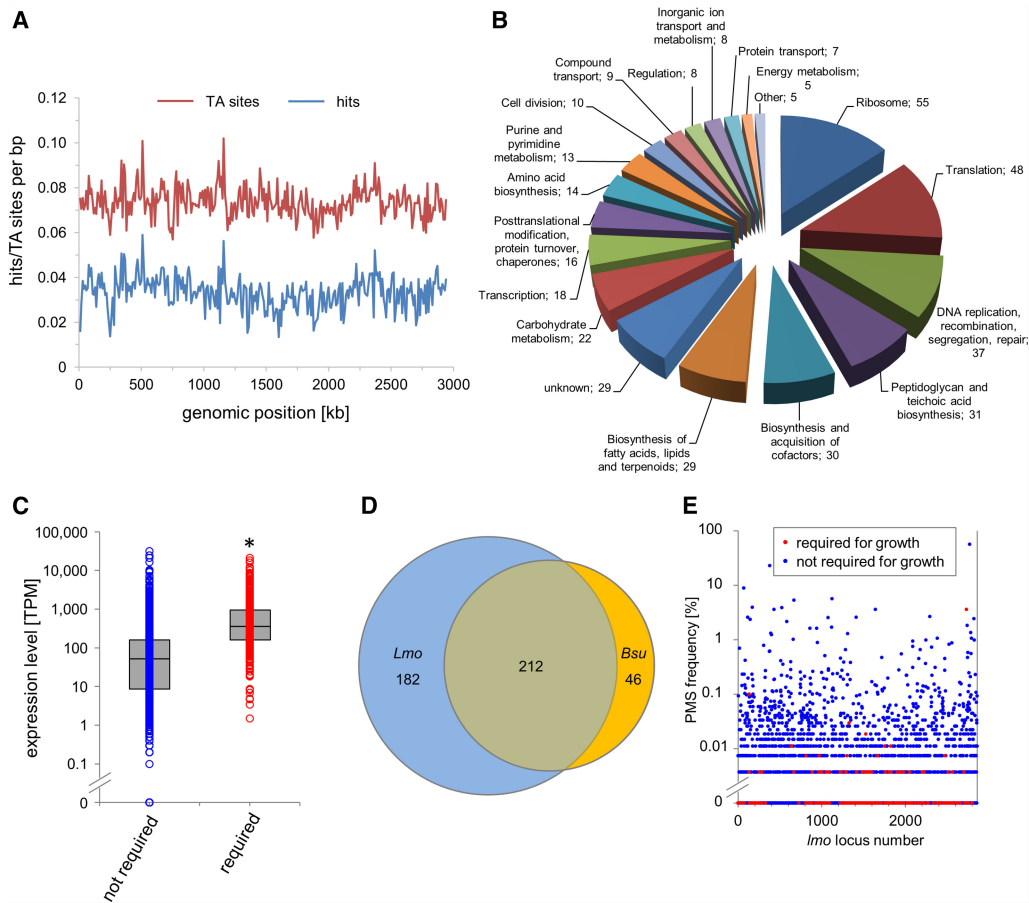 A
0.12
0.10
0.08
0.06
0.04
0.02
0
hits/TA sites per bp
TA sites
hits
0
500
1000
1500
2000
2500
3000
genomic position [kb]
B
Ribosome; 55
Translation; 48
DNA replication,
recombination,
segregation, repair;
37
Peptidoglycan and
teichoic acid
biosynthesis; 31
Biosynthesis and
acquisition of
cofactors; 30
Biosynthesis of
fatty acids, lipids
and terpenoids; 29
unknown; 29
Carbohydrate
metabolism; 22
Transcription; 18
Posttranslational
modification,
protein turnover,
chaperones; 16
Amino acid
biosynthesis; 14
Purine and
pyrimidine
metabolism; 13
Cell division; 10
Compound
transport; 9
Regulation; 8
Inorganic ion
transport and
metabolism; 8
Protein transport; 7
Energy metabolism;
5
Other; 5
C
100,000
10,000
1,000
100
10
1
0.1
0
expression level [TPM]
*
not required
required
D
Lmo
182
212
Bsu
46
E
100
10
1
0.1
0.01
0
PMS frequency [%]
required for growth
not required for growth
0
1000
2000
lmo locus number